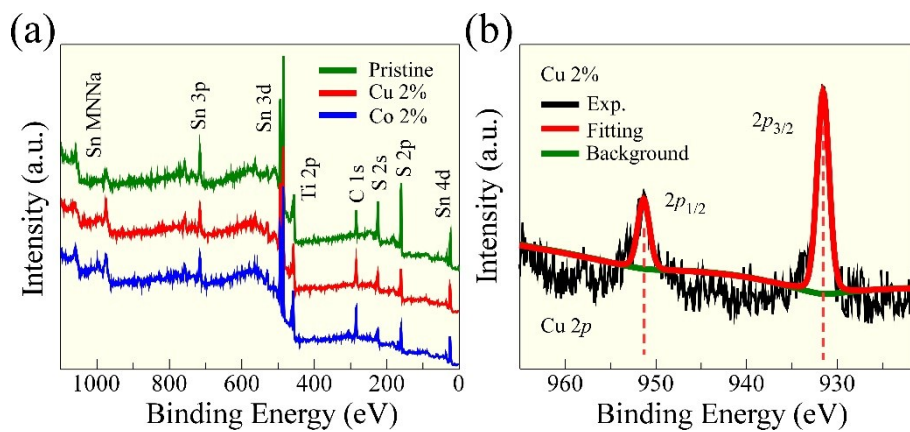 (a)
Intensity (a.u.)
Pristine
Cu 2%
Co 2%
Sn MNNa
Sn 3p
Sn 3d
Ti 2p
C 1s
S 2s
S 2p
Sn 4d
1000 800 600 400 200 0
Binding Energy (eV)
(b)
Intensity (a.u.)
Cu 2%
Exp.
Fitting
Background
2p1/2
2p3/2
Cu 2p
960 950 940 930
Binding Energy (eV)